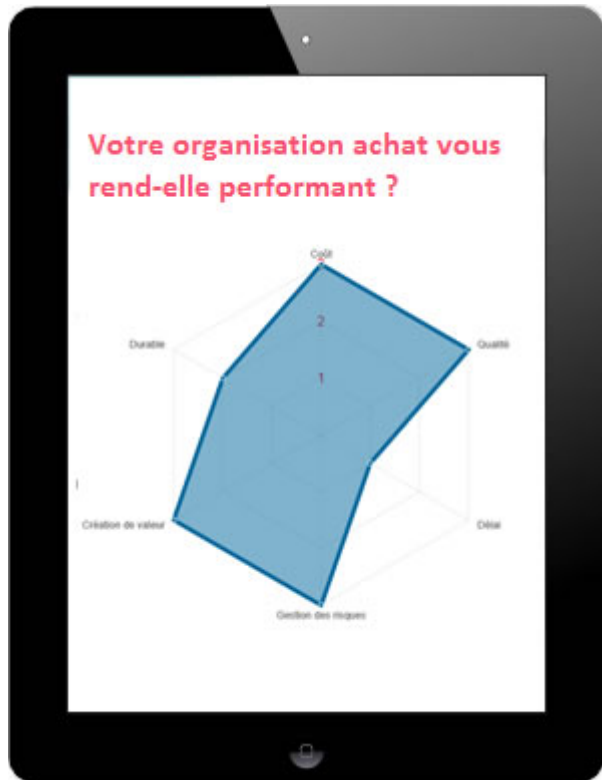 Votre organisation achat vous
rend-elle performant ?
Coût
3
2
1
Durable
Qualité
Création de valeur
Délai
Gestion des risques